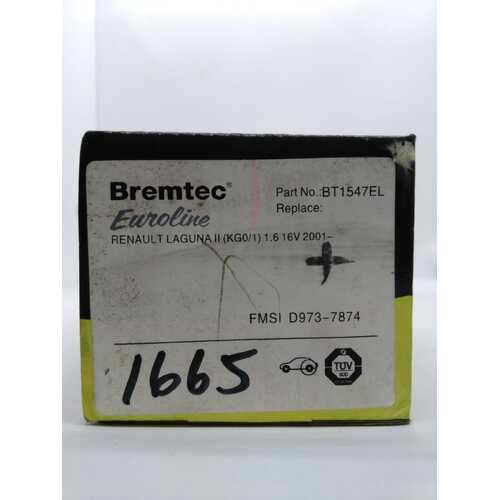 Bremtec®
Part No.:BT1547EL
Euroline
Replace:
RENAULT LAGUNA II (KG0/1) 1.6 16V 2001-
FMSI D973-7874
1665
TÜV